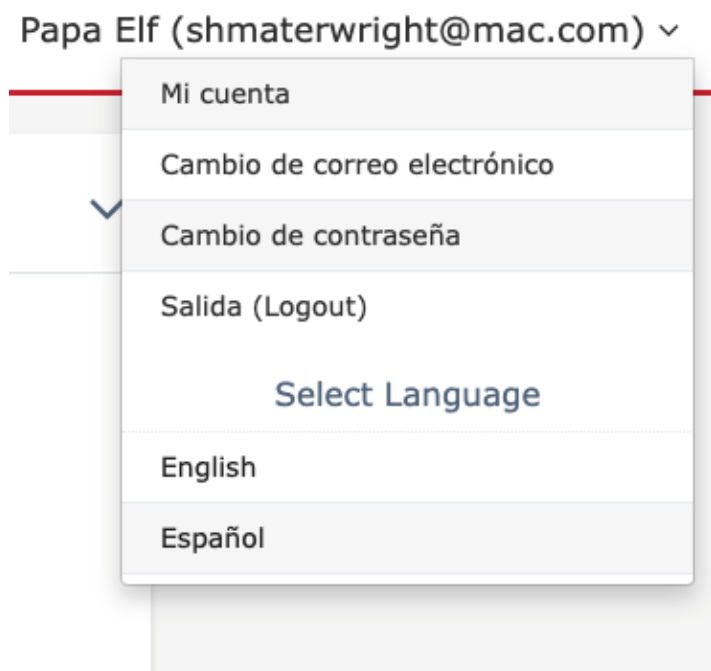 Papa Elf (shmaterwright@mac.com)
Mi cuenta
Cambio de correo electrónico
Cambio de contraseña
Salida (Logout)
Select Language
English
Español